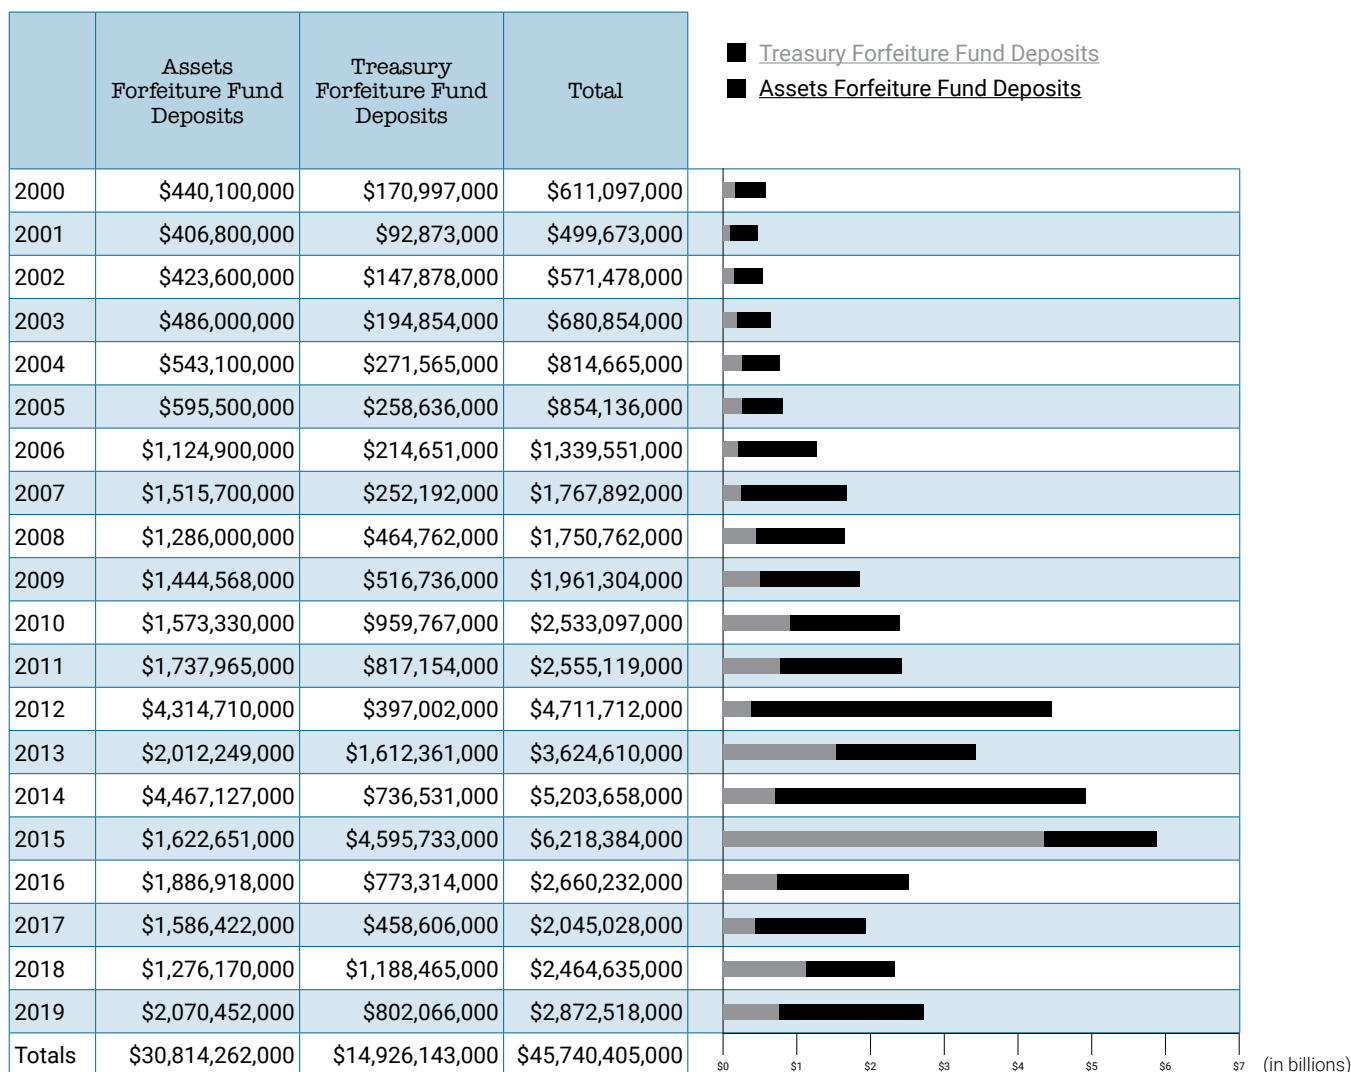 Assets
Forfeiture Fund
Deposits
Treasury
Forfeiture Fund
Deposits
Total
Treasury Forfeiture Fund Deposits
Assets Forfeiture Fund Deposits
2000 $440,100,000 $170,997,000 $611,097,000
2001 $406,800,000 $92,873,000 $499,673,000
2002 $423,600,000 $147,878,000 $571,478,000
2003 $486,000,000 $194,854,000 $680,854,000
2004 $543,100,000 $271,565,000 $814,665,000
2005 $595,500,000 $258,636,000 $854,136,000
2006 $1,124,900,000 $214,651,000 $1,339,551,000
2007 $1,515,700,000 $252,192,000 $1,767,892,000
2008 $1,286,000,000 $464,762,000 $1,750,762,000
2009 $1,444,568,000 $516,736,000 $1,961,304,000
2010 $1,573,330,000 $959,767,000 $2,533,097,000
2011 $1,737,965,000 $817,154,000 $2,555,119,000
2012 $4,314,710,000 $397,002,000 $4,711,712,000
2013 $2,012,249,000 $1,612,361,000 $3,624,610,000
2014 $4,467,127,000 $736,531,000 $5,203,658,000
2015 $1,622,651,000 $4,595,733,000 $6,218,384,000
2016 $1,886,918,000 $773,314,000 $2,660,232,000
2017 $1,586,422,000 $458,606,000 $2,045,028,000
2018 $1,276,170,000 $1,188,465,000 $2,464,635,000
2019 $2,070,452,000 $802,066,000 $2,872,518,000
Totals $30,814,262,000 $14,926,143,000 $45,740,405,000
$0 $1 $2 $3 $4 $5 $6 $7 (in billions)